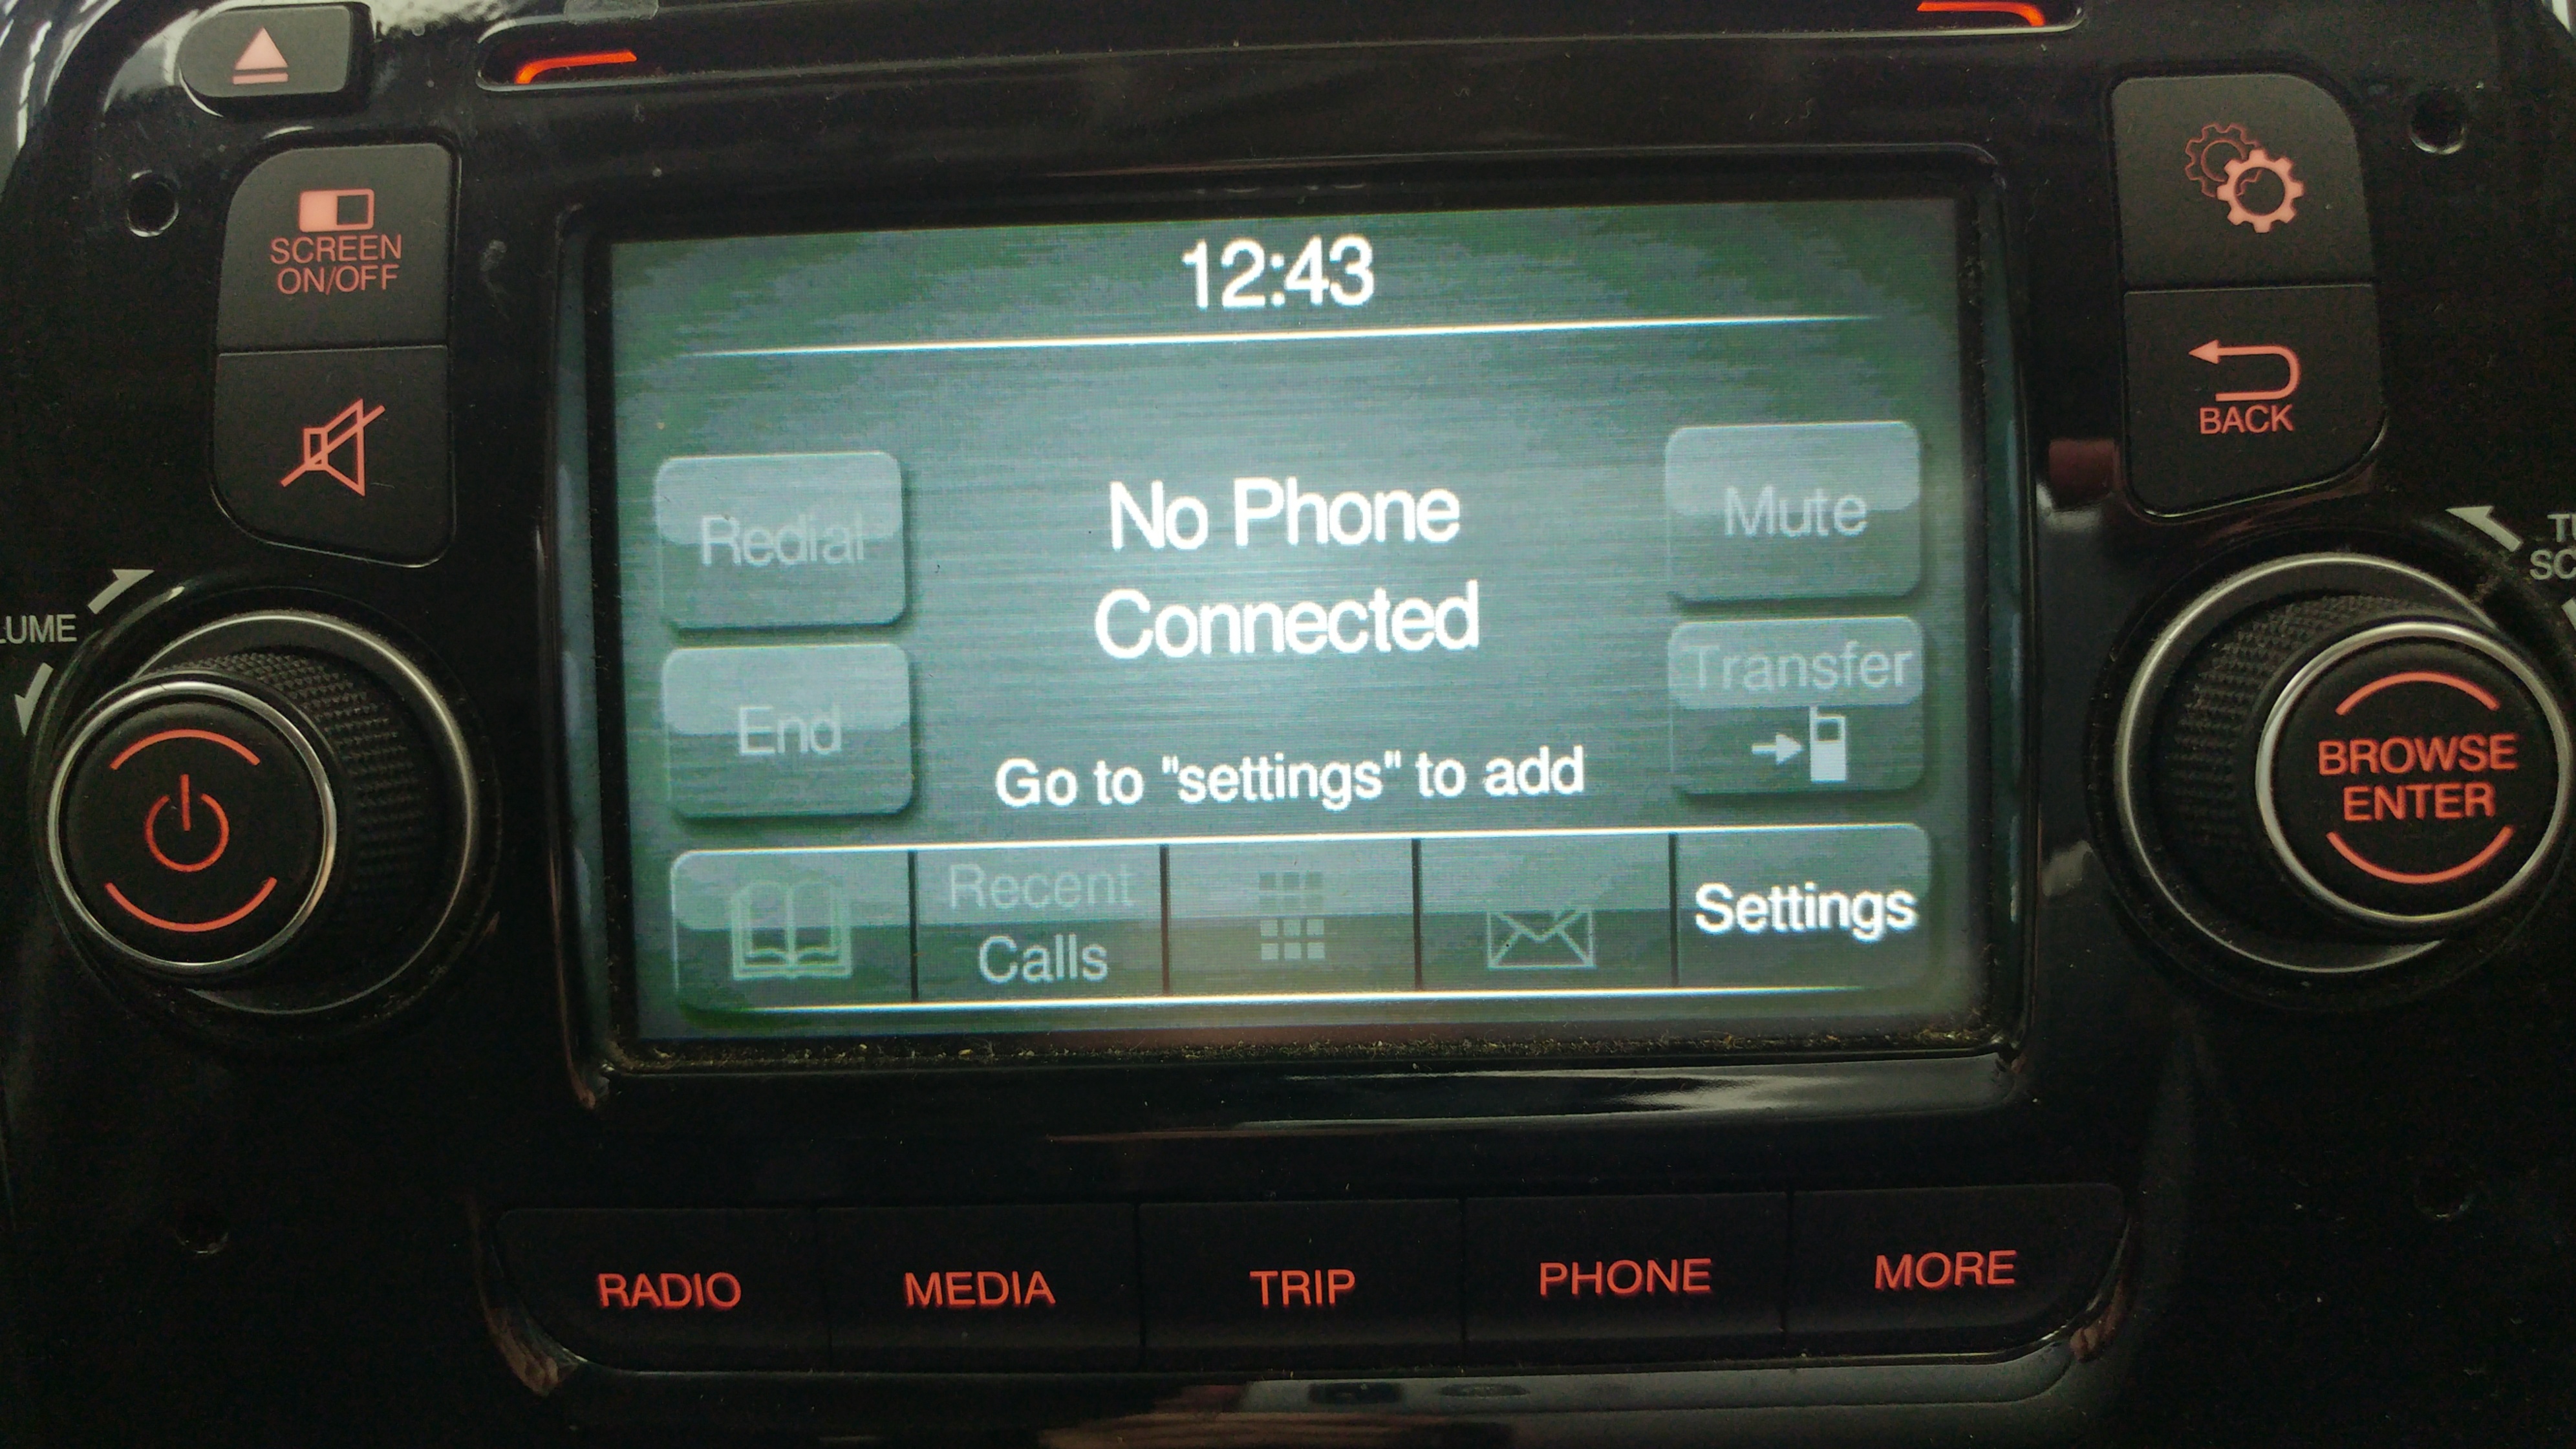 SCREEN
ON/OFF
12:43
BACK
No Phone
Connected
Redial
Mute
End
Transfer
Go to "settings" to add
BROWSE
ENTER
Recent
Calls
Settings
RADIO
MEDIA
TRIP
PHONE
MORE